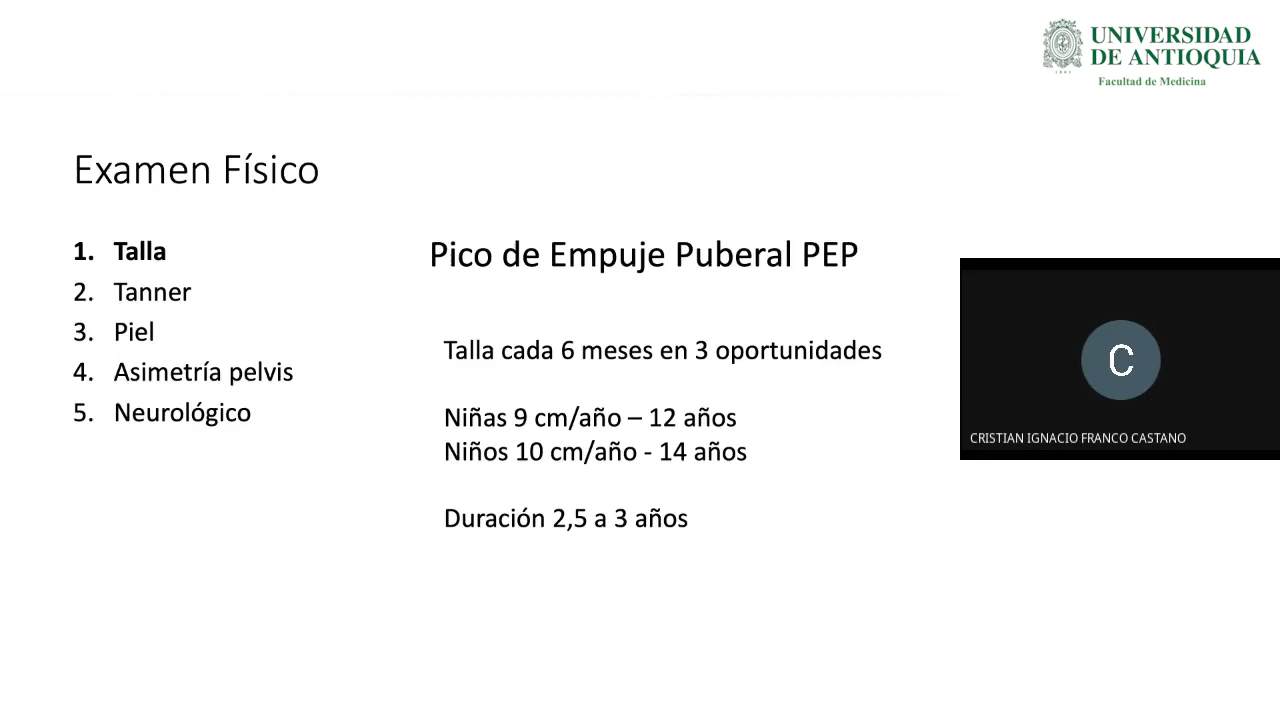 UNIVERSIDAD
DE ANTIOQUIA
Facultad de Medicina
Examen Físico
1. Talla
2. Tanner
3. Piel
4. Asimetría pelvis
5. Neurológico
Pico de Empuje Puberal PEP
Talla cada 6 meses en 3 oportunidades
Niñas 9 cm/año – 12 años
Niños 10 cm/año - 14 años
Duración 2,5 a 3 años
C
CRISTIAN IGNACIO FRANCO CASTANO